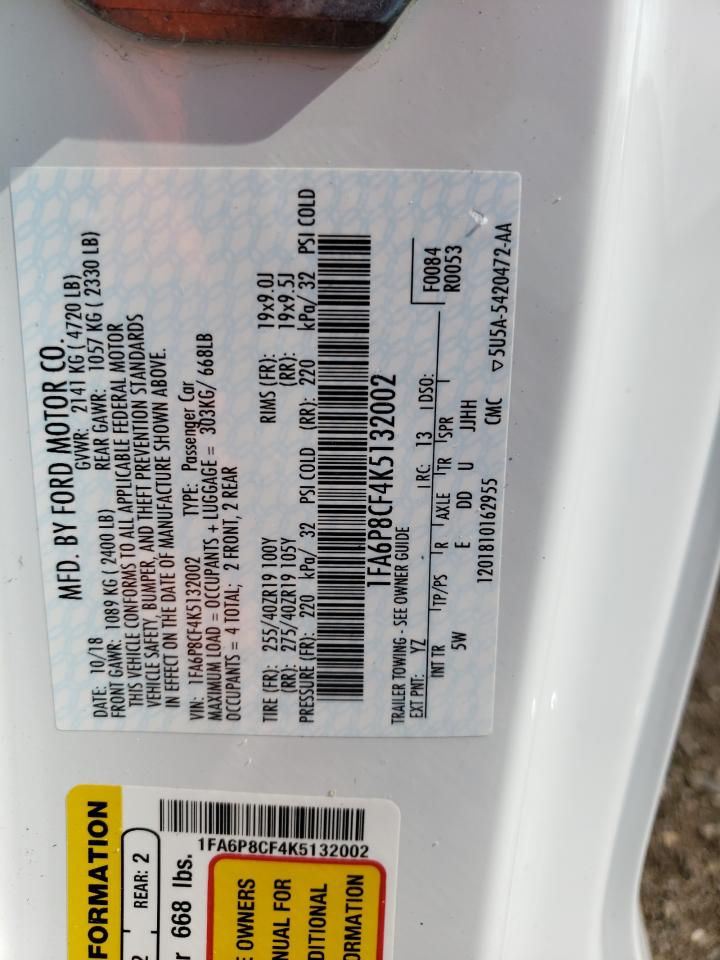 MFD. BY FORD MOTOR CO.
DATE: 10/18 GVWR: 2141 KG ( 4720 LB)
FRONT GAWR: 1089 KG ( 2400 LB) REAR GAWR: 1057 KG ( 2330 LB)
THIS VEHICLE CONFORMS TO ALL APPLICABLE FEDERAL MOTOR
VEHICLE SAFETY, BUMPER, AND THEFT PREVENTION STANDARDS
IN EFFECT ON THE DATE OF MANUFACTURE SHOWN ABOVE.
VIN: 1FA6P8CF4K5132002 TYPE: Passenger Car
MAXIMUM LOAD = OCCUPANTS + LUGGAGE = 303KG/ 668LB
OCCUPANTS = 4 TOTAL; 2 FRONT, 2 REAR
TIRE (FR): 255/40ZR19 100Y RIMS (FR): 19x9.0J
(RR): 275/40ZR19 105Y (RR): 19x9.5J
PRESSURE (FR): 220 kPa/ 32 PSI COLD (RR): 220 kPa/ 32 PSI COLD
1FA6P8CF4K5132002
TRAILER TOWING - SEE OWNER GUIDE F0084
EXT PNT: YZ RC: 13 DSO: R0053
INT TR TP/PS R AXLE TR SPR
5W E DD U JJHH
1201810162955 CMC ▽5U5A-5420472-AA
FORMATION
2 REAR: 2
r 668 lbs.
1FA6P8CF4K5132002
E OWNERS
NUAL FOR
DITIONAL
ORMATION